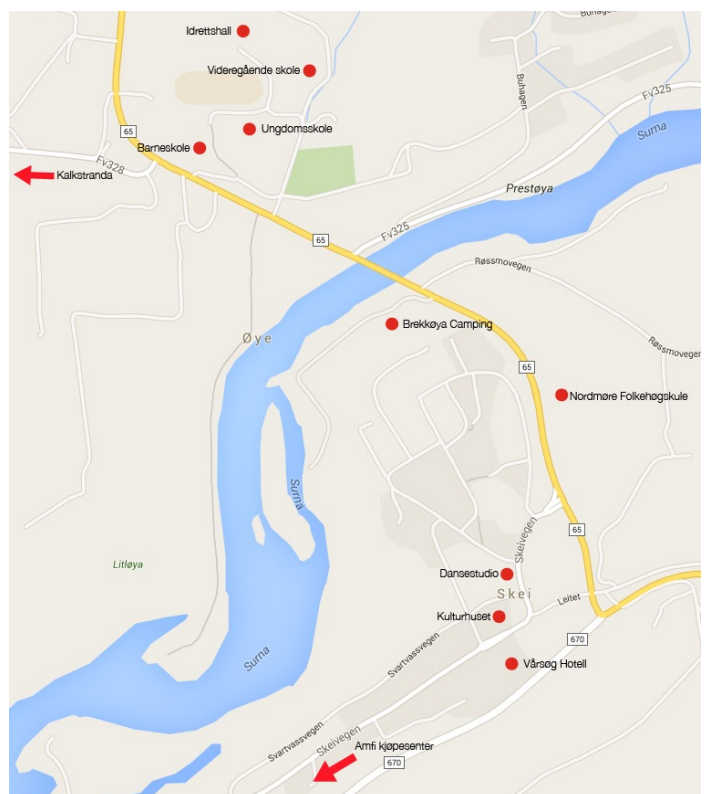 Idrettshall
Buhagen
Videregående skole
Buhagen
Fv325
65
Ungdomsskole
Surna
Barneskole
Fv328
Kalkstranda
Prestøya
Fv325
65
Røssmovegen
Brekkøya Camping
Øye
Røssmovegen
65
Nordmøre Folkehøgskule
Surna
Skeivegen
65
Litløya
Dansestudio
Skei
Leitet
Kulturhuset
670
Surna
Svartvassvegen
Vårsøg Hotell
Svartvassvegen
Skeivegen
Amfi kjøpesenter
670